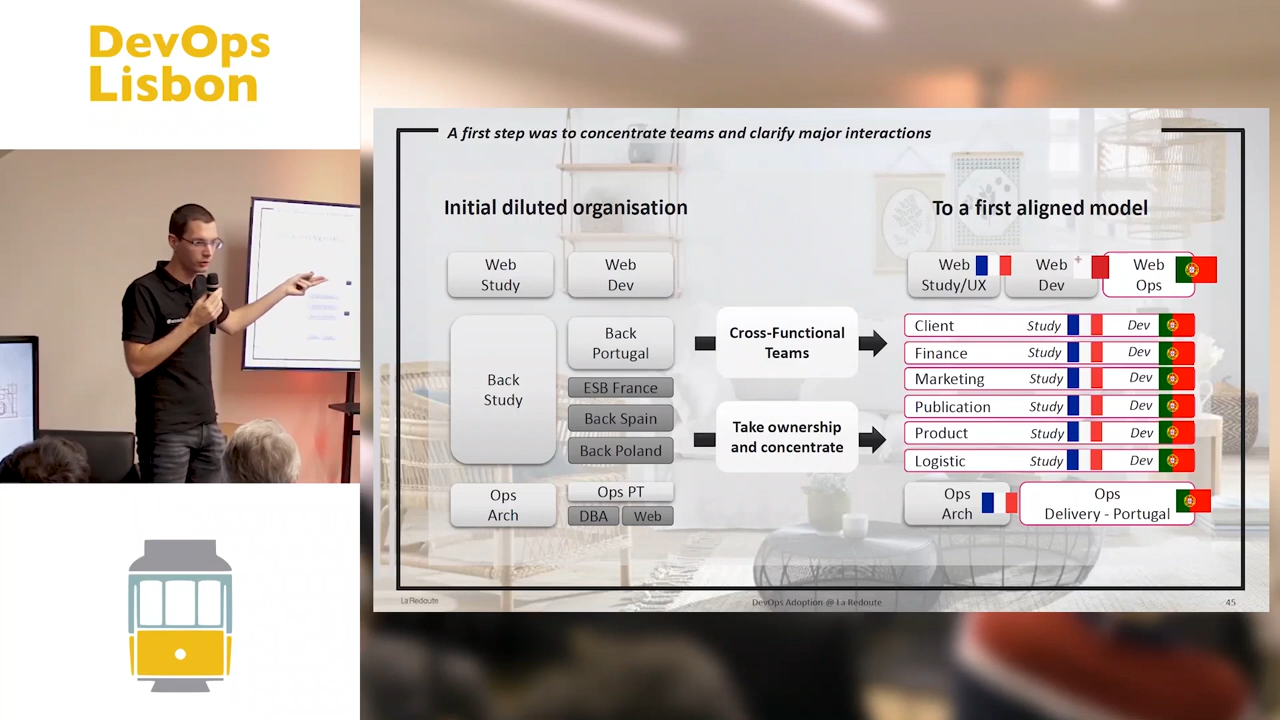 DevOps
Lisbon
A first step was to concentrate teams and clarify major interactions
Initial diluted organisation
To a first aligned model
Web
Study
Web
Dev
Back
Study
Back
Portugal
ESB France
Back Spain
Back Poland
Ops
Arch
Ops PT
DBA
Web
Cross-Functional
Teams
Take ownership
and concentrate
Web
Study/UX
Web
Dev
Web
Ops
Client Study Dev
Finance Study Dev
Marketing Study Dev
Publication Study Dev
Product Study Dev
Logistic Study Dev
Ops
Arch
Ops
Delivery - Portugal
La Redoute
DevOps Adoption @ La Redoute
45